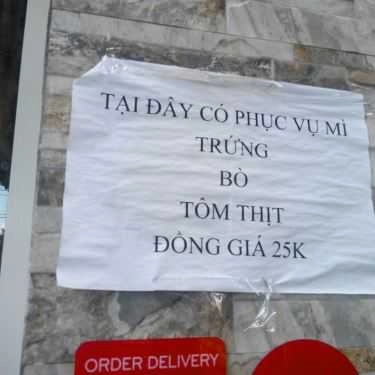 TẠI ĐÂY CÓ PHỤC VỤ MÌ
TRỨNG
BÒ
TÔM THỊT
ĐỒNG GIÁ 25K
ORDER DELIVERY